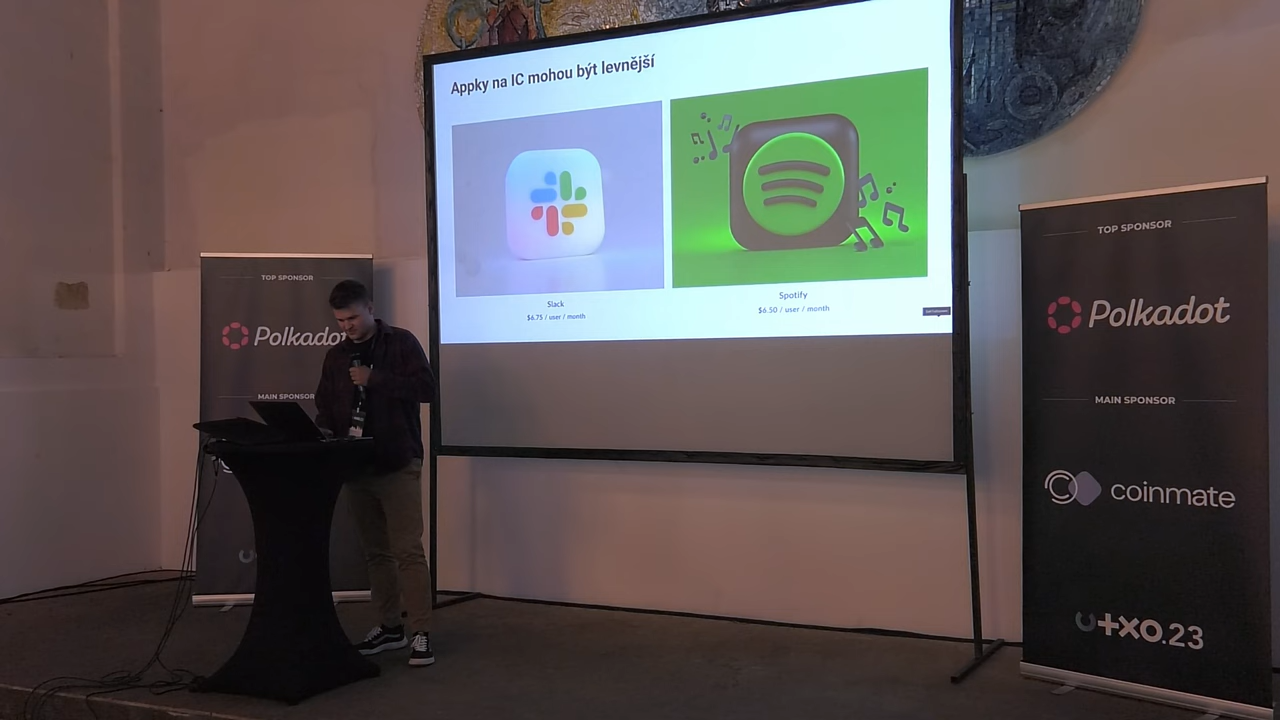 Appky na IC mohou být levnější
Slack
$6.75 / user / month
Spotify
$6.50 / user / month
TOP SPONSOR
Polkadot
MAIN SPONSOR
TOP SPONSOR
Polkadot
MAIN SPONSOR
coinmate
utxo.23